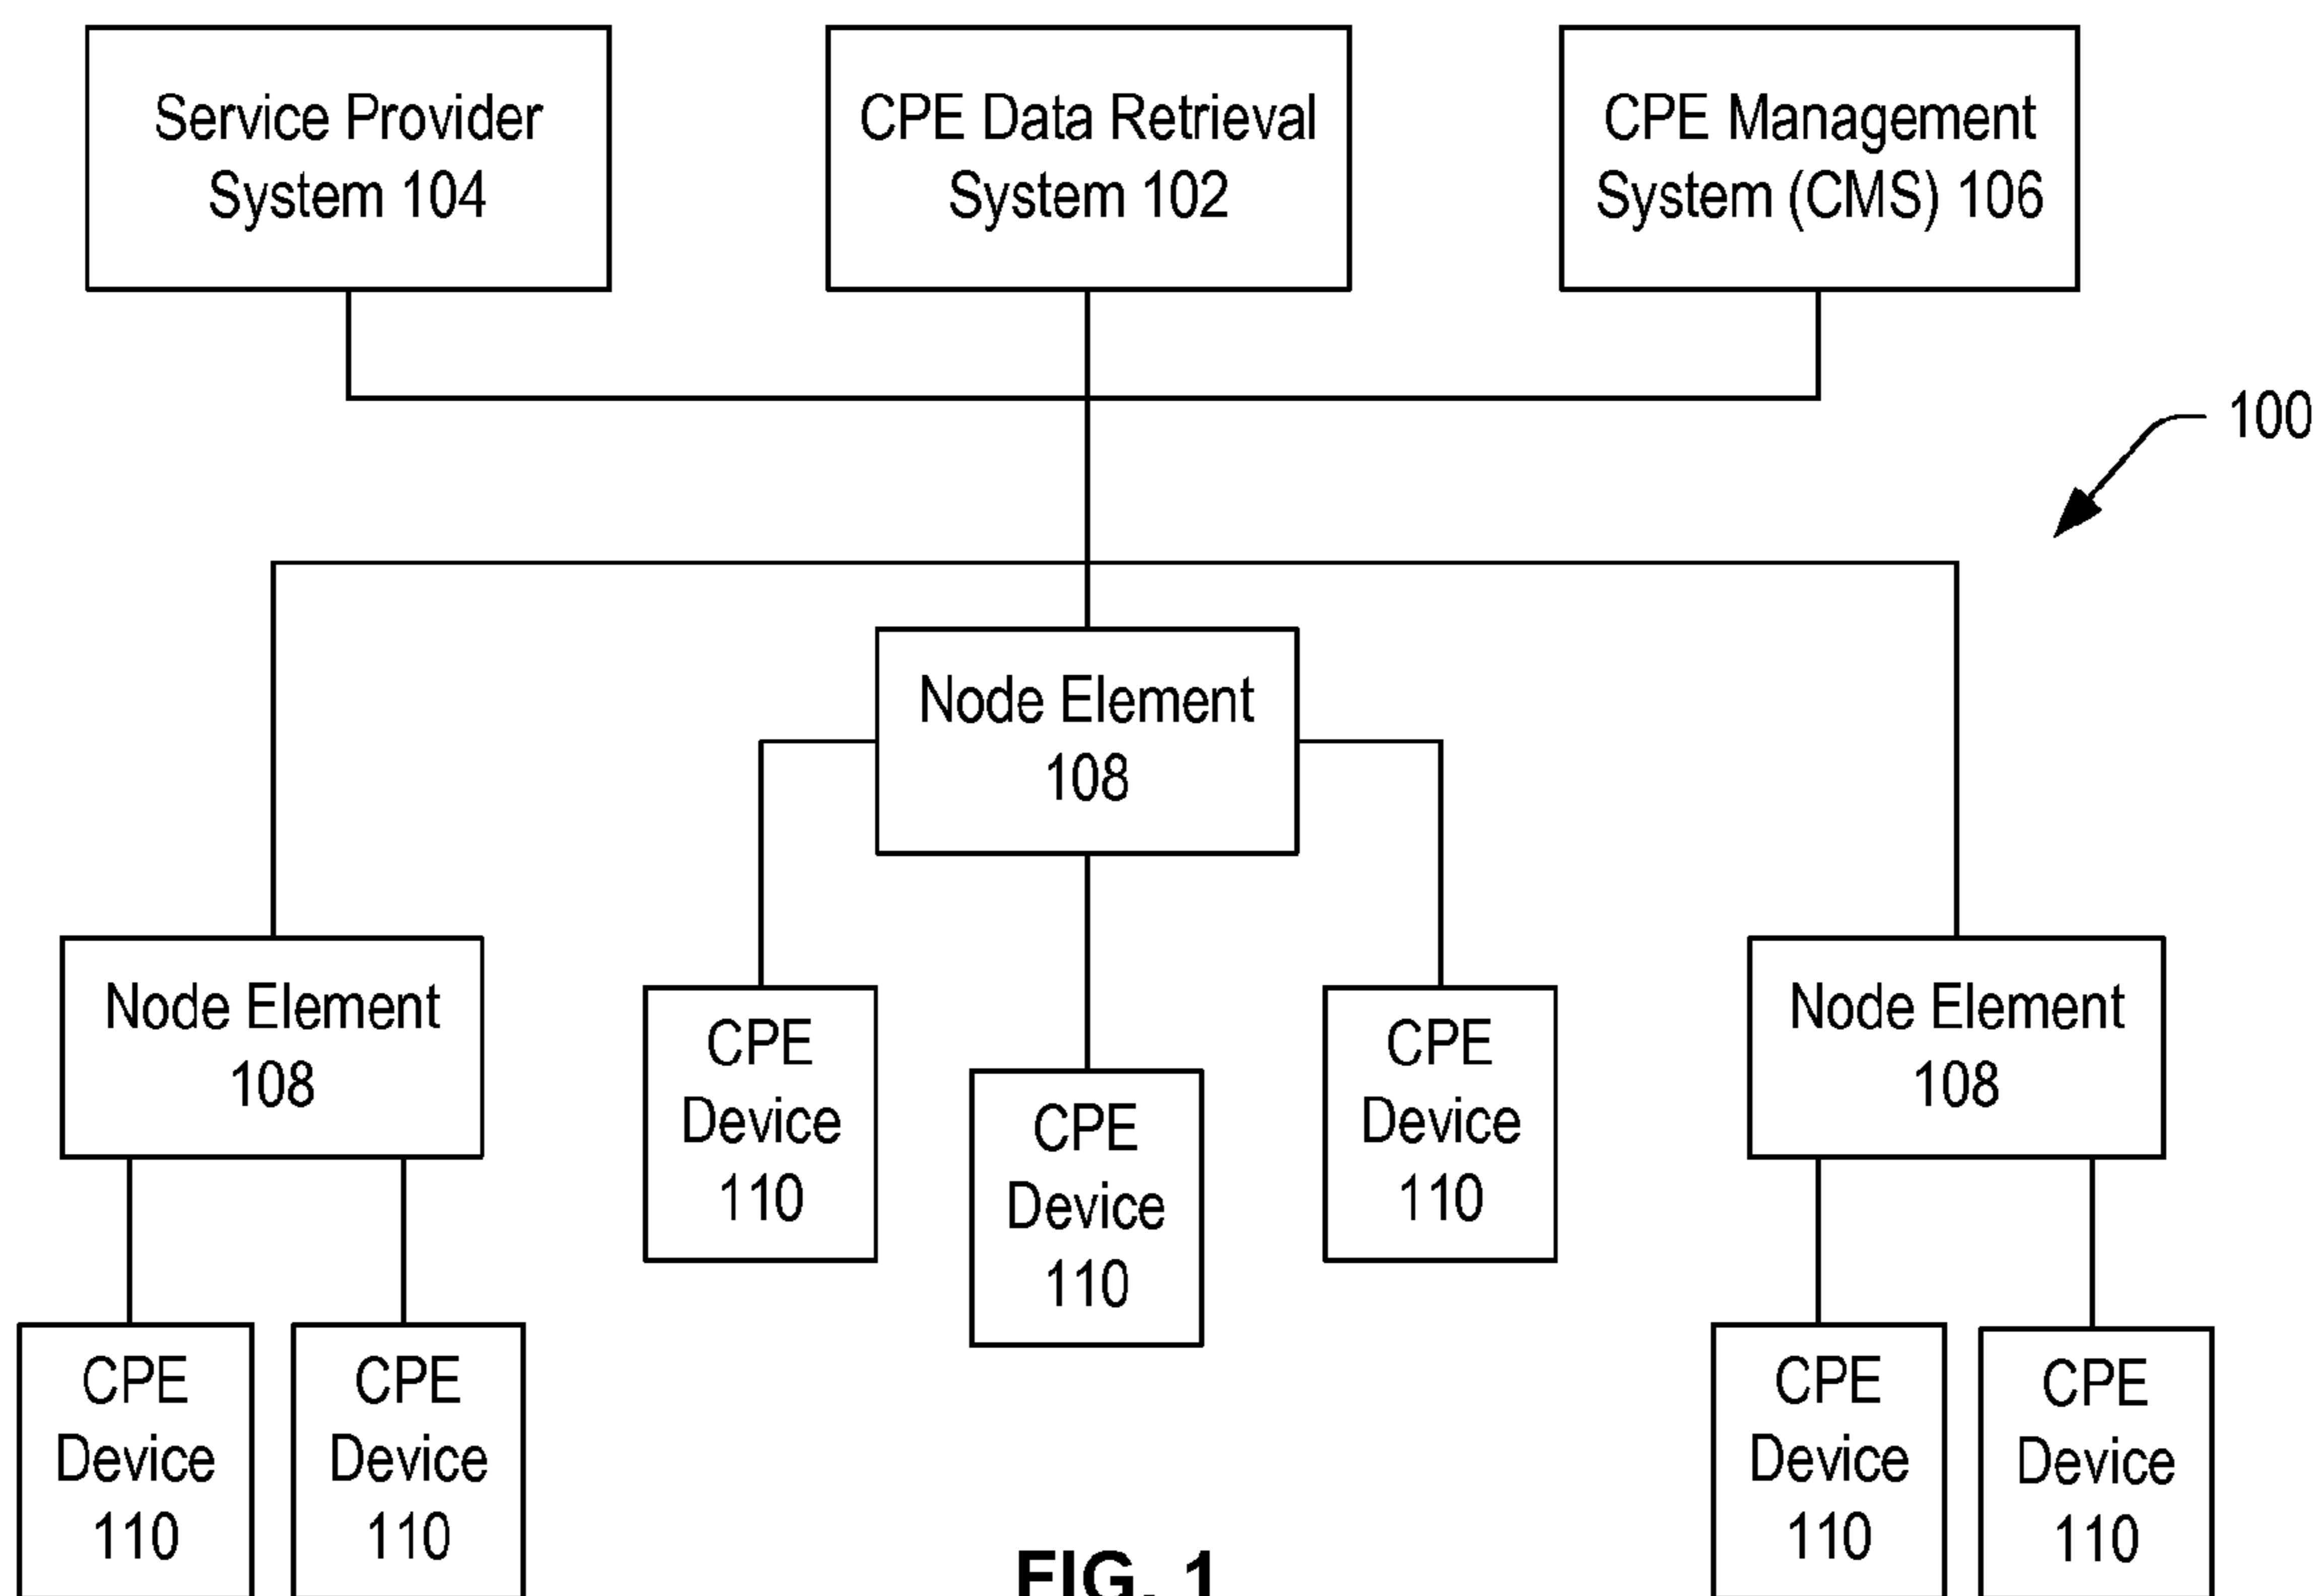 Service Provider
System 104
CPE Data Retrieval
System 102
CPE Management
System (CMS) 106
100
Node Element
108
Node Element
108
CPE
Device
110
CPE
Device
110
CPE
Device
110
Node Element
108
CPE
Device
110
CPE
Device
110
CPE
Device
110
CPE
Device
110
FIG. 1